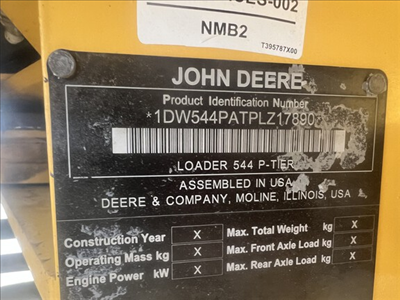 -002
NMB2
T395787X00
JOHN DEERE
Product Identification Number
*1DW544PATPLZ17890
LOADER 544 P-TIER
ASSEMBLED IN USA
DEERE & COMPANY, MOLINE, ILLINOIS, USA
Construction Year X Max. Total Weight kg X
Operating Mass kg X Max. Front Axle Load kg X
Engine Power kW X Max. Rear Axle Load kg X